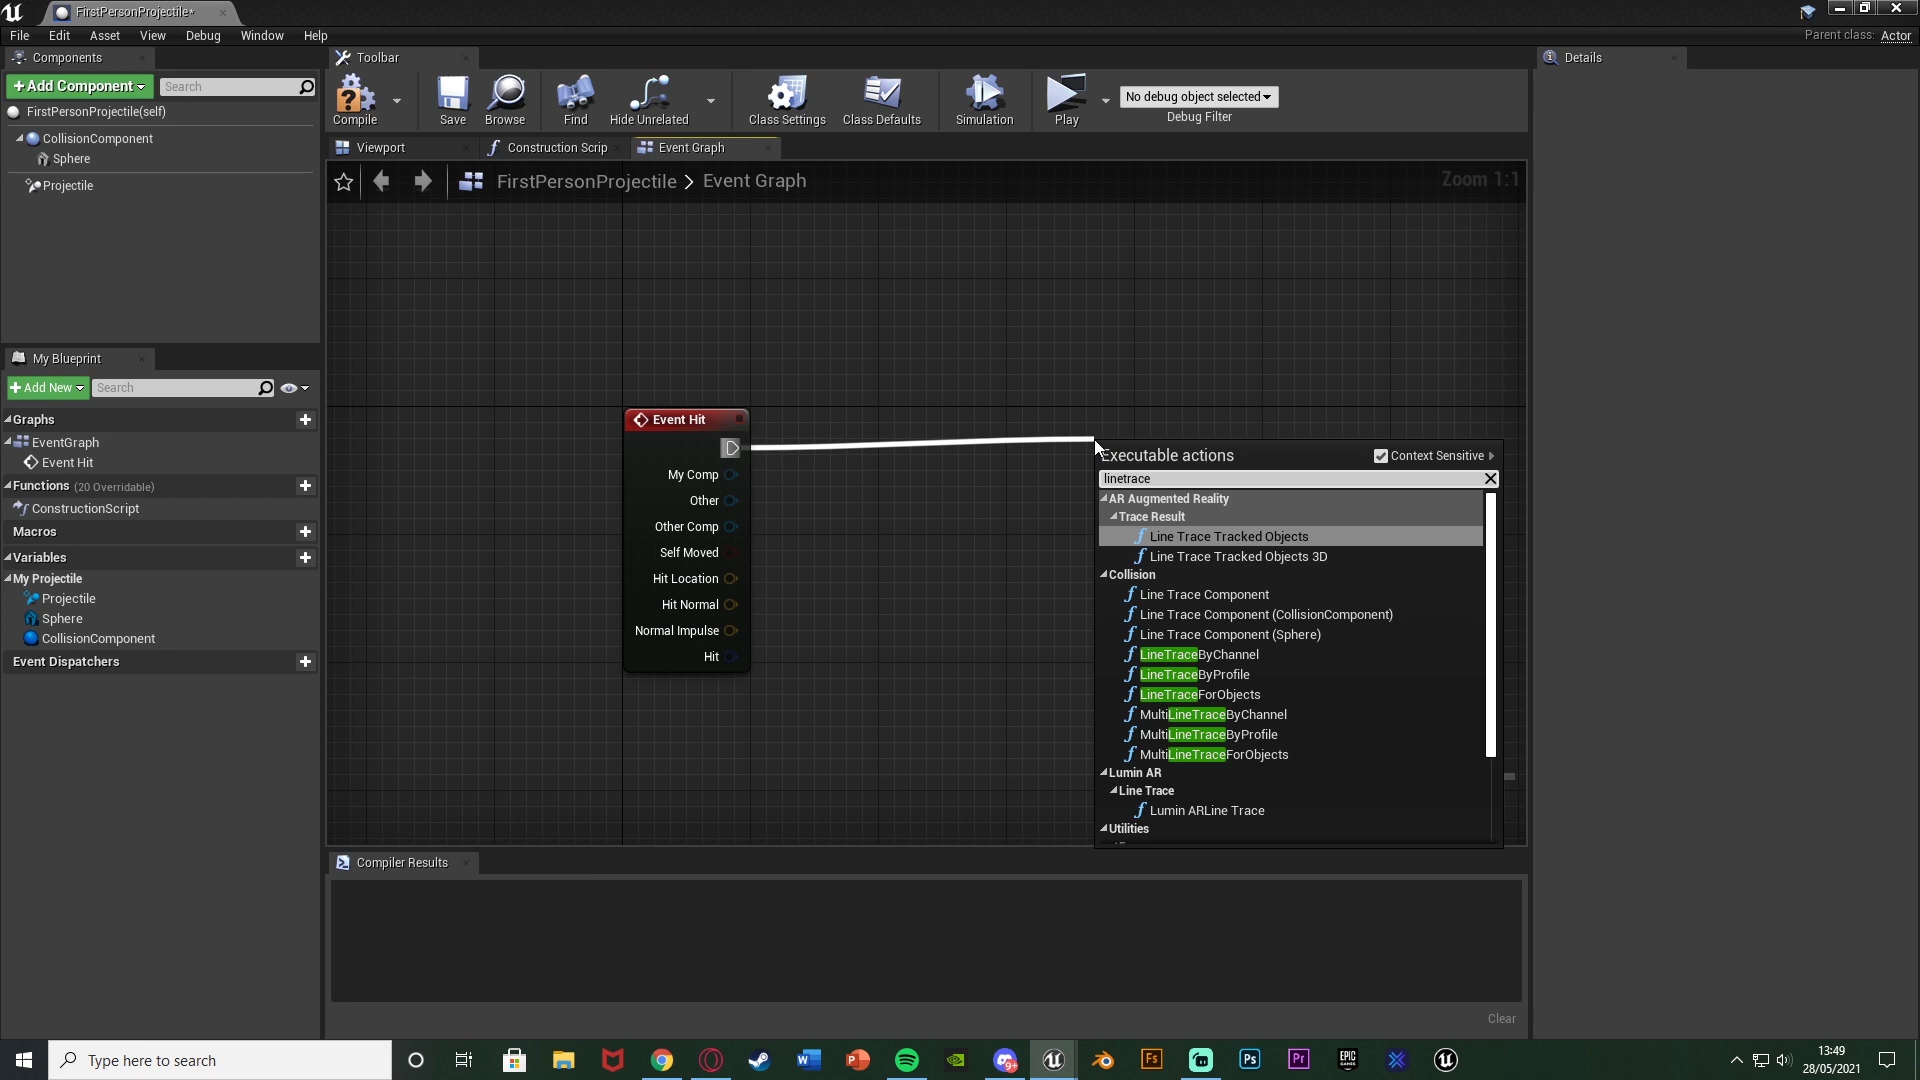 FirstPersonProjectile*
File Edit Asset View Debug Window Help
Parent class: Actor
Components
+Add Component
Search
FirstPersonProjectile(self)
CollisionComponent
Sphere
Projectile
My Blueprint
+Add New
Search
Graphs
EventGraph
Event Hit
Functions (20 Overridable)
ConstructionScript
Macros
Variables
My Projectile
Projectile
Sphere
CollisionComponent
Event Dispatchers
Toolbar
Compile Save Browse Find Hide Unrelated Class Settings Class Defaults Simulation Play
No debug object selected
Debug Filter
Viewport Construction Scrip Event Graph
FirstPersonProjectile > Event Graph
Zoom 1:1
Event Hit
My Comp
Other
Other Comp
Self Moved
Hit Location
Hit Normal
Normal Impulse
Hit
Executable actions
Context Sensitive
linetrace
AR Augmented Reality
Trace Result
Line Trace Tracked Objects
Line Trace Tracked Objects 3D
Collision
Line Trace Component
Line Trace Component (CollisionComponent)
Line Trace Component (Sphere)
LineTraceByChannel
LineTraceByProfile
LineTraceForObjects
MultiLineTraceByChannel
MultiLineTraceByProfile
MultiLineTraceForObjects
Lumin AR
Line Trace
Lumin ARLine Trace
Utilities
Compiler Results
Clear
Details
Type here to search
9+
Fs
Ps
Pr
EPIC GAMES
13:49
28/05/2021